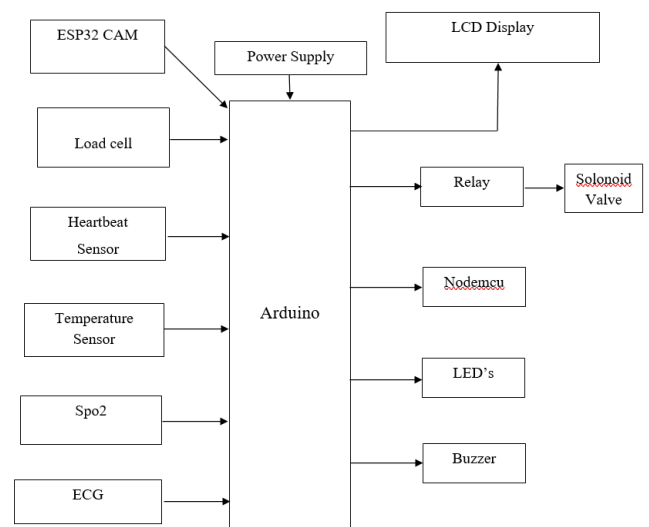 ESP32 CAM
Power Supply
LCD Display
Load cell
Relay
Solonoid
Valve
Heartbeat
Sensor
Nodemcu
Arduino
Temperature
Sensor
LED's
Spo2
Buzzer
ECG